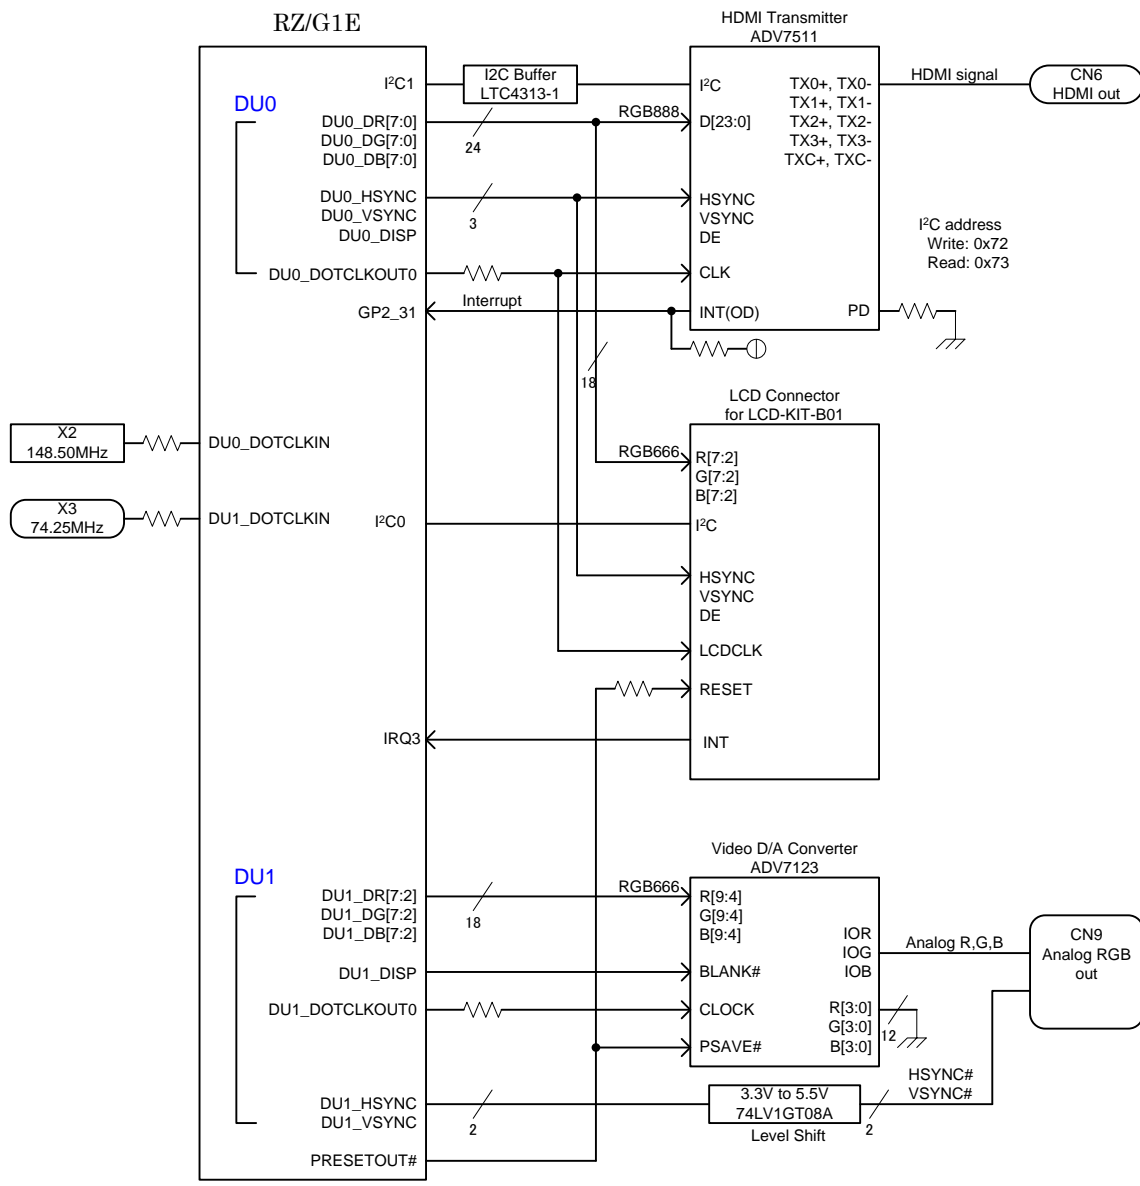 RZ/G1E
HDMI Transmitter
ADV7511
I²C1
I2C Buffer
LTC4313-1
I²C
TX0+, TX0-
TX1+, TX1-
TX2+, TX2-
TX3+, TX3-
TXC+, TXC-
HDMI signal
CN6
HDMI out
DU0
DU0_DR[7:0]
DU0_DG[7:0]
DU0_DB[7:0]
24
RGB888
D[23:0]
DU0_HSYNC
DU0_VSYNC
DU0_DISP
3
HSYNC
VSYNC
DE
I²C address
Write: 0x72
Read: 0x73
DU0_DOTCLKOUT0
CLK
GP2_31
Interrupt
INT(OD)
PD
18
LCD Connector
for LCD-KIT-B01
X2
148.50MHz
DU0_DOTCLKIN
RGB666
R[7:2]
G[7:2]
B[7:2]
X3
74.25MHz
DU1_DOTCLKIN
I²C0
I²C
HSYNC
VSYNC
DE
LCDCLK
RESET
IRQ3
INT
Video D/A Converter
ADV7123
DU1
DU1_DR[7:2]
DU1_DG[7:2]
DU1_DB[7:2]
18
RGB666
R[9:4]
G[9:4]
B[9:4]
IOR
IOG
IOB
Analog R,G,B
CN9
Analog RGB
out
DU1_DISP
BLANK#
DU1_DOTCLKOUT0
CLOCK
R[3:0]
G[3:0]
B[3:0]
12
PSAVE#
HSYNC#
VSYNC#
DU1_HSYNC
DU1_VSYNC
2
3.3V to 5.5V
74LV1GT08A
Level Shift
2
PRESETOUT#